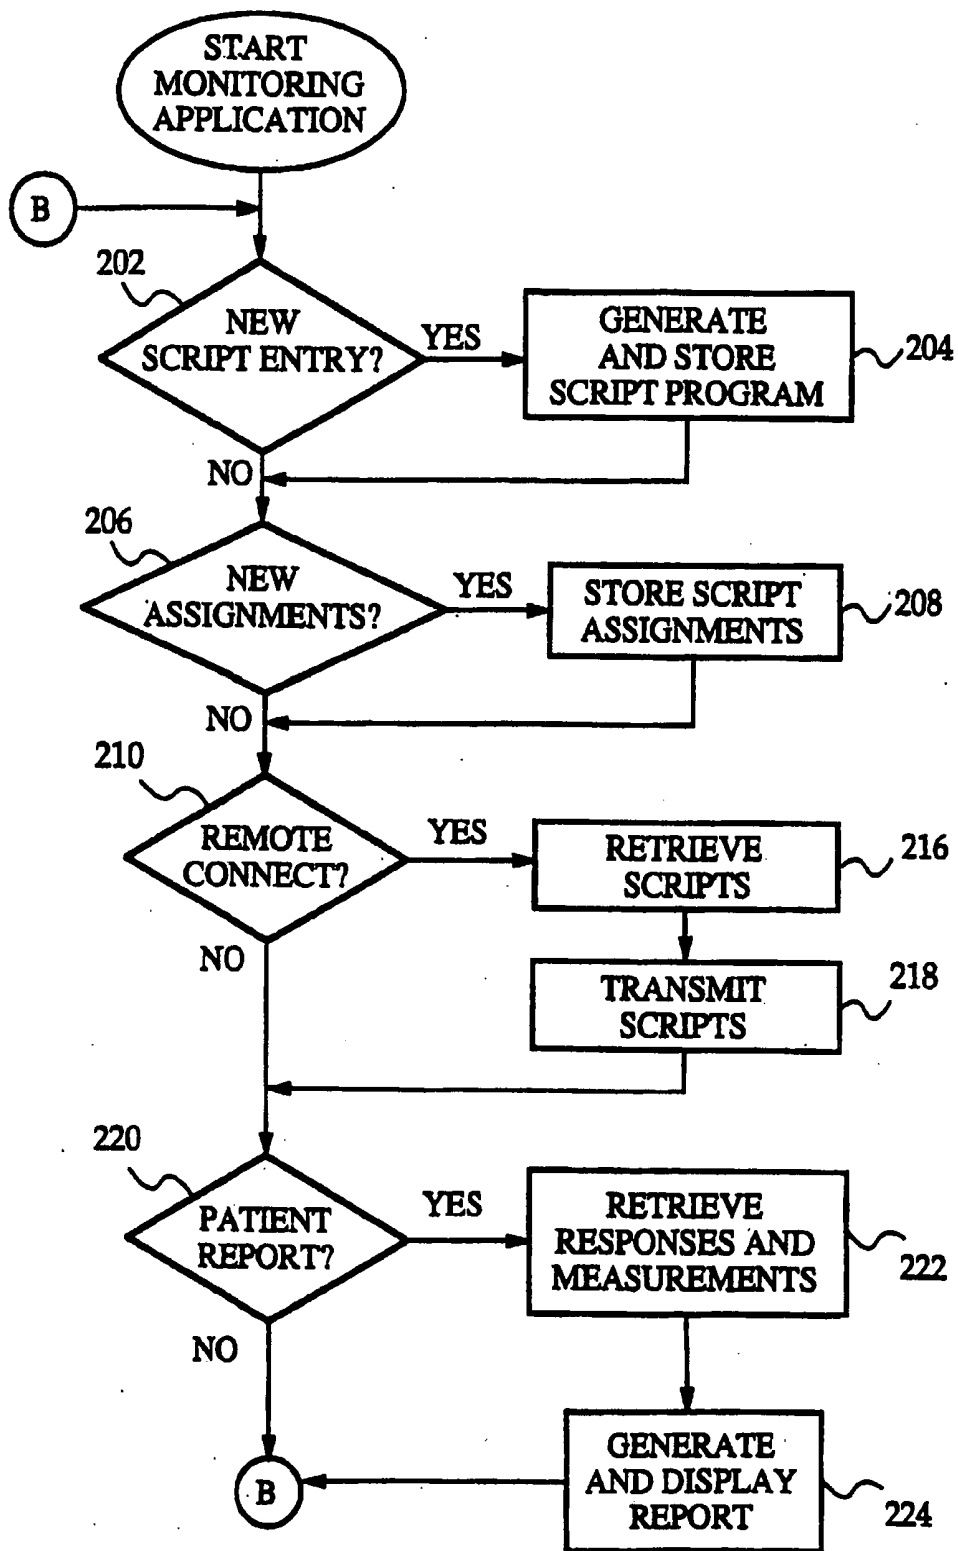 START
MONITORING
APPLICATION
B
202
NEW
SCRIPT ENTRY?
YES
GENERATE
AND STORE
SCRIPT PROGRAM
204
NO
206
NEW
ASSIGNMENTS?
YES
STORE SCRIPT
ASSIGNMENTS
208
NO
210
REMOTE
CONNECT?
YES
RETRIEVE
SCRIPTS
216
NO
TRANSMIT
SCRIPTS
218
220
PATIENT
REPORT?
YES
RETRIEVE
RESPONSES AND
MEASUREMENTS
222
NO
GENERATE
AND DISPLAY
REPORT
224
B